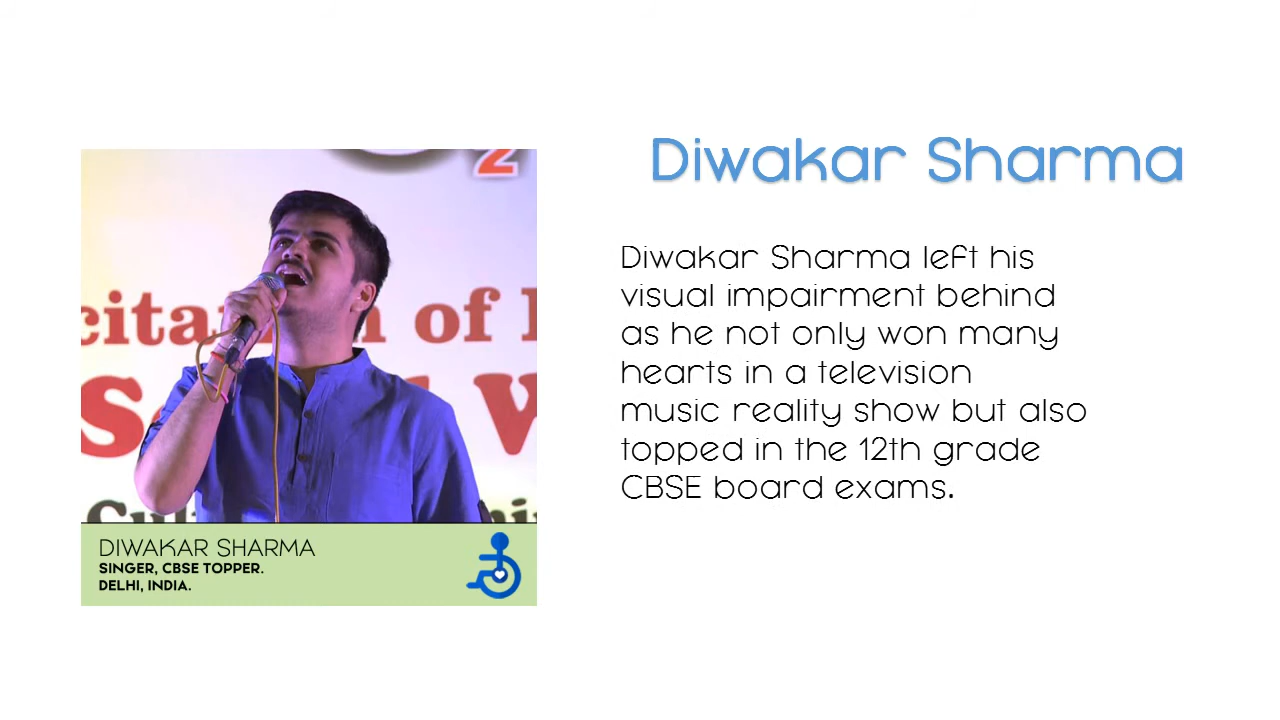 Diwakar Sharma
Diwakar Sharma left his
visual impairment behind
as he not only won many
hearts in a television
music reality show but also
topped in the 12th grade
CBSE board exams.
2
of
DIWAKAR SHARMA
SINGER, CBSE TOPPER.
DELHI, INDIA.